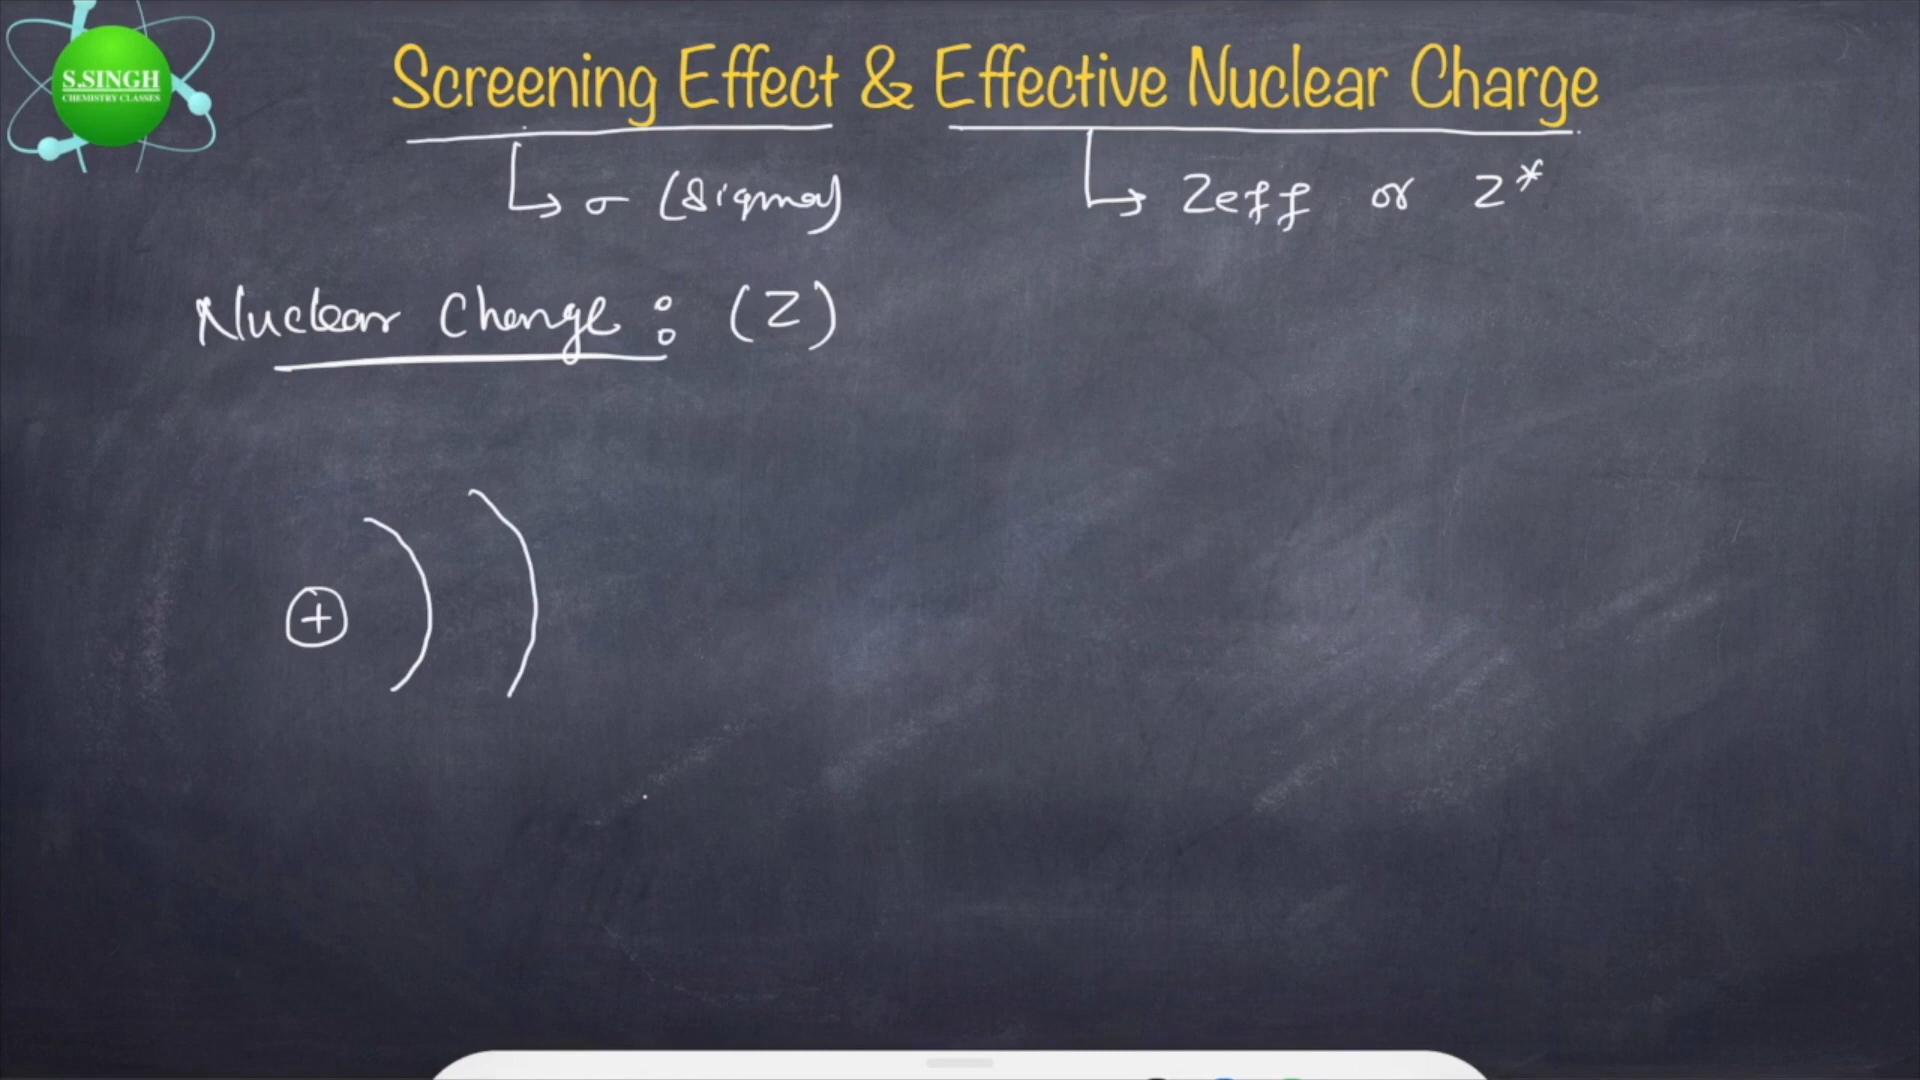 S.SINGH
CHEMISTRY CLASSES
Screening Effect & Effective Nuclear Charge
↳ σ (Sigma)
↳ Zeff or Z*
Nuclear Charge : (Z)
+